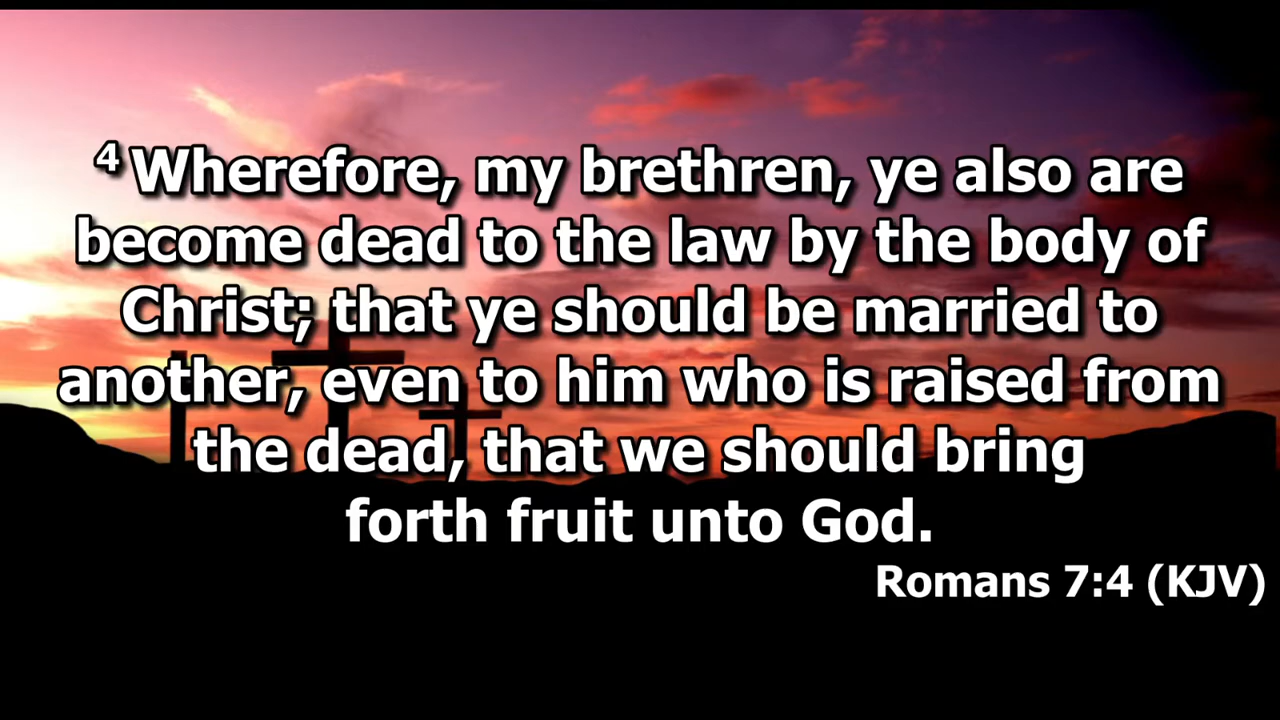 4 Wherefore, my brethren, ye also are
become dead to the law by the body of
Christ; that ye should be married to
another, even to him who is raised from
the dead, that we should bring
forth fruit unto God.
Romans 7:4 (KJV)